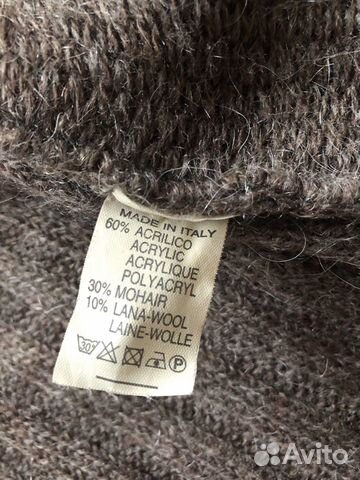 MADE IN ITALY
60% ACRILICO
ACRYLIC
ACRYLIQUE
POLYACRYL
30% MOHAIR
10% LANA-WOOL
LAINE-WOLLE
30° P
Avito